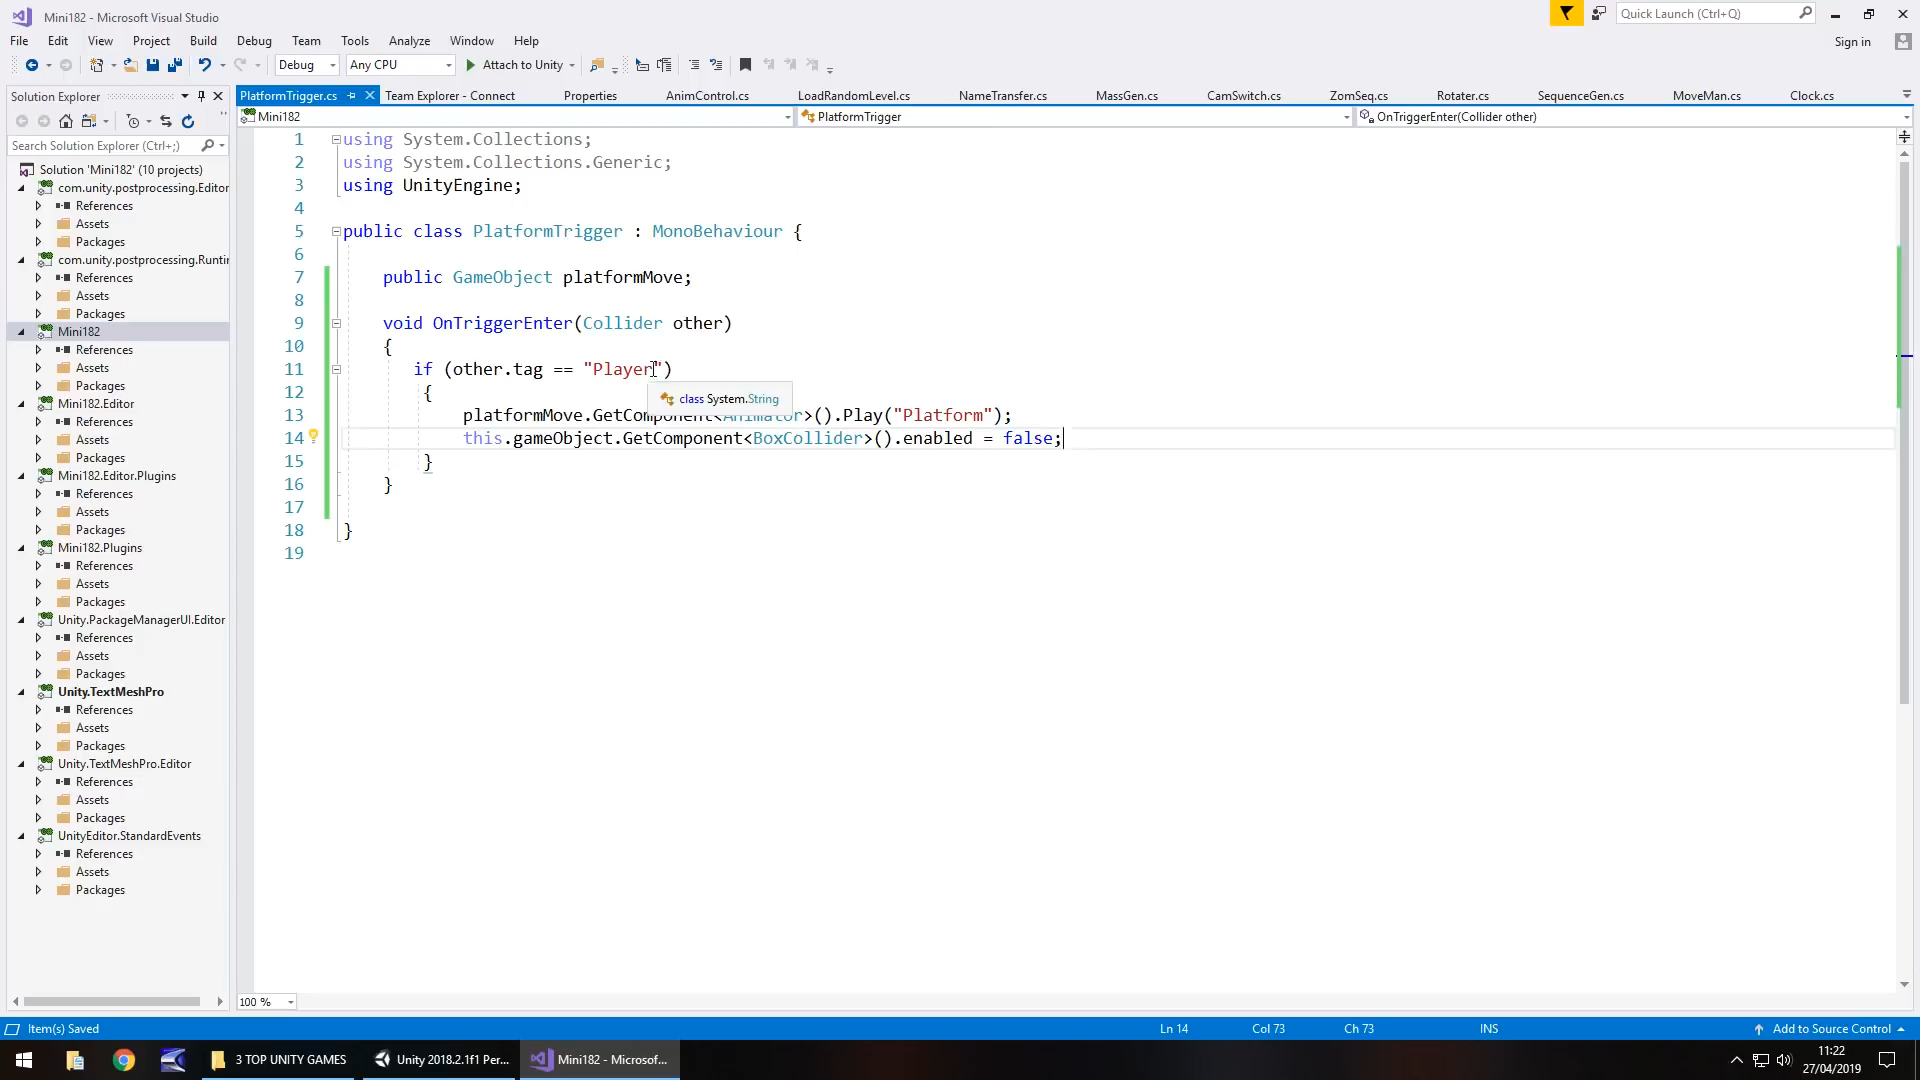 Mini182 - Microsoft Visual Studio
Quick Launch (Ctrl+Q)
File Edit View Project Build Debug Team Tools Analyze Window Help
Sign in
Debug Any CPU Attach to Unity
Solution Explorer
PlatformTrigger.cs Team Explorer - Connect Properties AnimControl.cs LoadRandomLevel.cs NameTransfer.cs MassGen.cs CamSwitch.cs ZomSeq.cs Rotater.cs SequenceGen.cs MoveMan.cs Clock.cs
Mini182 PlatformTrigger OnTriggerEnter(Collider other)
Search Solution Explorer (Ctrl+;)
Solution 'Mini182' (10 projects)
com.unity.postprocessing.Editor
References
Assets
Packages
com.unity.postprocessing.Runti
References
Assets
Packages
Mini182
References
Assets
Packages
Mini182.Editor
References
Assets
Packages
Mini182.Editor.Plugins
References
Assets
Packages
Mini182.Plugins
References
Assets
Packages
Unity.PackageManagerUI.Editor
References
Assets
Packages
Unity.TextMeshPro
References
Assets
Packages
Unity.TextMeshPro.Editor
References
Assets
Packages
UnityEditor.StandardEvents
References
Assets
Packages
1 using System.Collections;
2 using System.Collections.Generic;
3 using UnityEngine;
4
5 public class PlatformTrigger : MonoBehaviour {
6
7 public GameObject platformMove;
8
9 void OnTriggerEnter(Collider other)
10 {
11 if (other.tag == "Player")
12 {
class System.String
13 platformMove.GetComponent<Animator>().Play("Platform");
14 this.gameObject.GetComponent<BoxCollider>().enabled = false;
15 }
16 }
17
18 }
19
100 %
Item(s) Saved Ln 14 Col 73 Ch 73 INS Add to Source Control
3 TOP UNITY GAMES Unity 2018.2.1f1 Per... Mini182 - Microsof...
11:22
27/04/2019